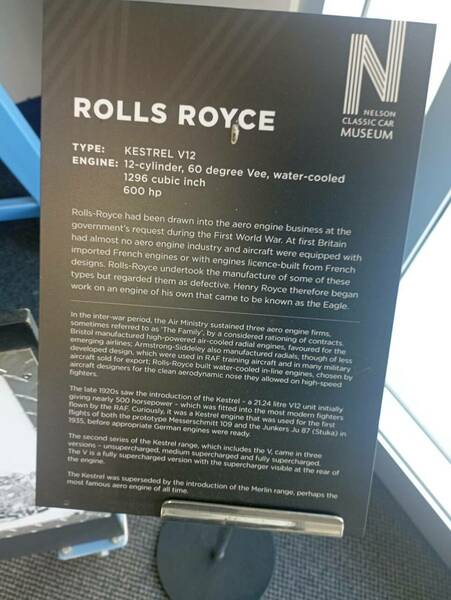 ROLLS ROYCE
N
NELSON
CLASSIC CAR
MUSEUM
TYPE: KESTREL V12
ENGINE: 12-cylinder, 60 degree Vee, water-cooled
1296 cubic inch
600 hp
Rolls-Royce had been drawn into the aero engine business at the
government's request during the First World War. At first Britain
had almost no aero engine industry and aircraft were equipped with
imported French engines or with engines licence-built from French
designs. Rolls-Royce undertook the manufacture of some of these
types but regarded them as defective. Henry Royce therefore began
work on an engine of his own that came to be known as the Eagle.
In the inter-war period, the Air Ministry sustained three aero engine firms,
sometimes referred to as 'The Family', by a considered rationing of contracts.
Bristol manufactured high-powered air-cooled radial engines, favoured for the
emerging airlines; Armstrong-Siddeley also manufactured radials, though of less
developed design, which were used in RAF training aircraft and in many military
aircraft sold for export; Rolls-Royce built water-cooled in-line engines, chosen by
aircraft designers for the clean aerodynamic nose they allowed on high-speed
fighters.
The late 1920s saw the introduction of the Kestrel – a 21,24 litre V12 unit initially
giving nearly 500 horsepower – which was fitted into the most modern fighters
flown by the RAF. Curiously, it was a Kestrel engine that was used for the first
flights of both the prototype Messerschmitt 109 and the Junkers Ju 87 (Stuka) in
1935, before appropriate German engines were ready.
The second series of the Kestrel range, which includes the V, came in three
versions – unsupercharged, medium supercharged and fully supercharged.
The V is a fully supercharged version with the supercharger visible at the rear of
the engine.
The Kestrel was superseded by the introduction of the Merlin range, perhaps the
most famous aero engine of all time.